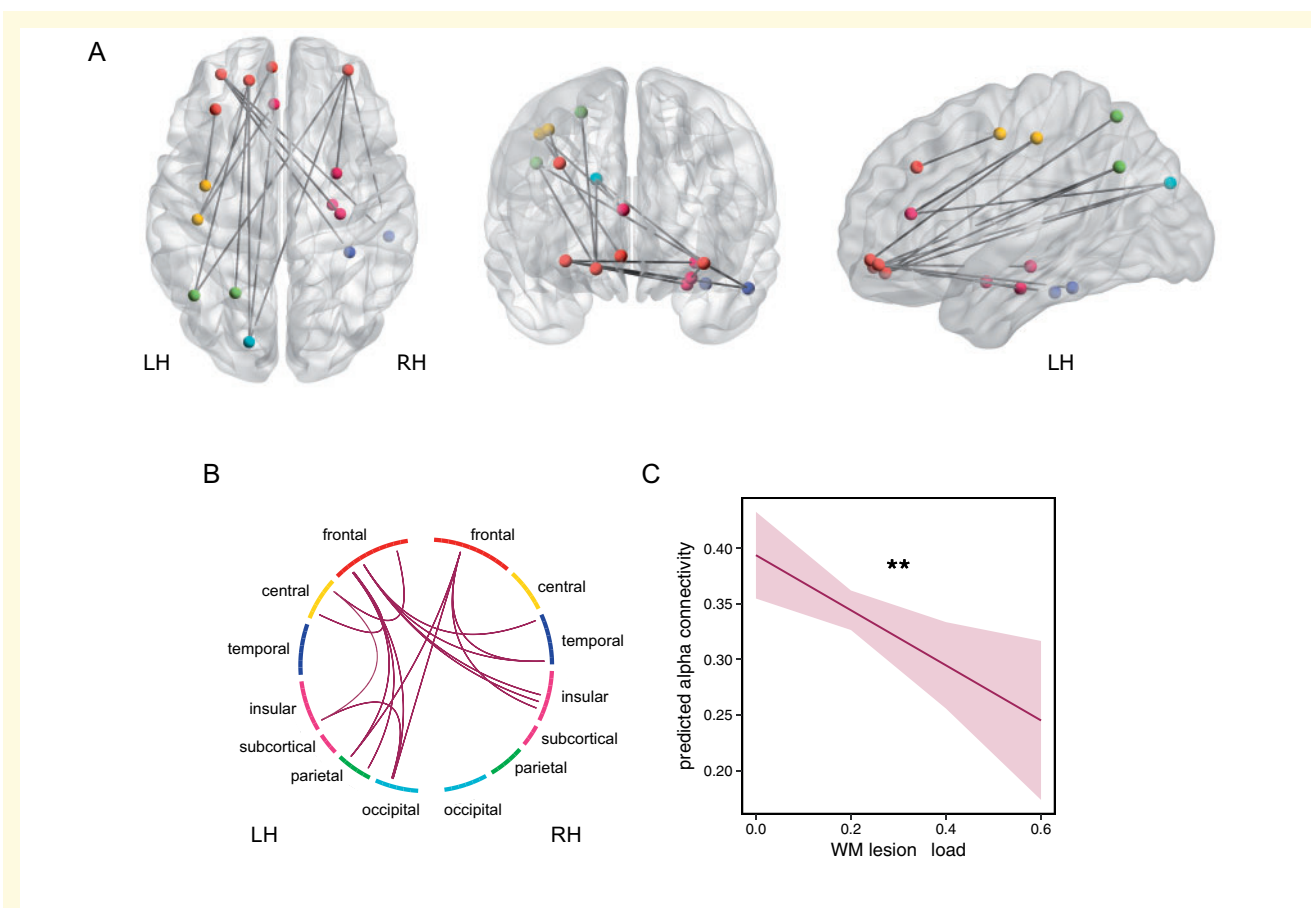 A
LH
RH
LH
B
frontal
frontal
central
central
temporal
temporal
insular
insular
subcortical
subcortical
parietal
parietal
occipital
occipital
LH
RH
C
predicted alpha connectivity
0.40
0.35
0.30
0.25
0.20
**
0.0
0.2
0.4
0.6
WM lesion load